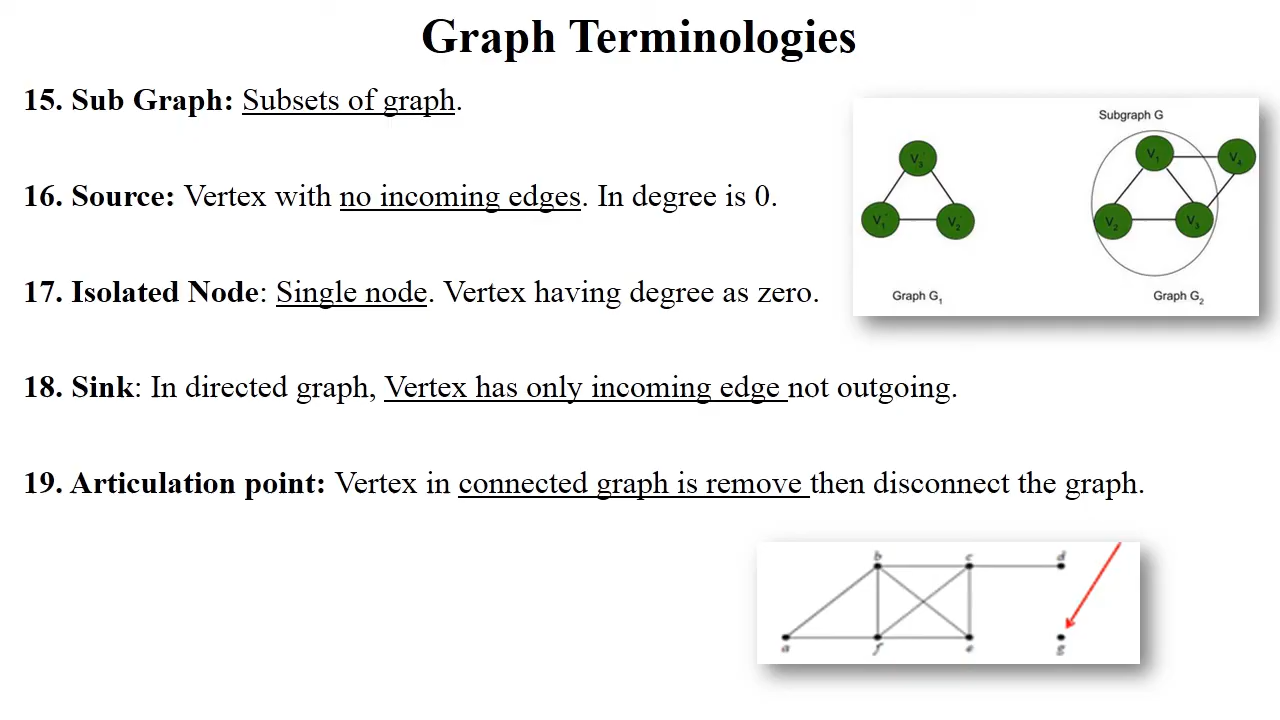 Graph Terminologies
15. Sub Graph: Subsets of graph.
16. Source: Vertex with no incoming edges. In degree is 0.
17. Isolated Node: Single node. Vertex having degree as zero.
18. Sink: In directed graph, Vertex has only incoming edge not outgoing.
19. Articulation point: Vertex in connected graph is remove then disconnect the graph.
Subgraph G
V3'
V1'
V2'
V1
V4
V2
V3
Graph G1
Graph G2
b
c
d
a
f
e
g